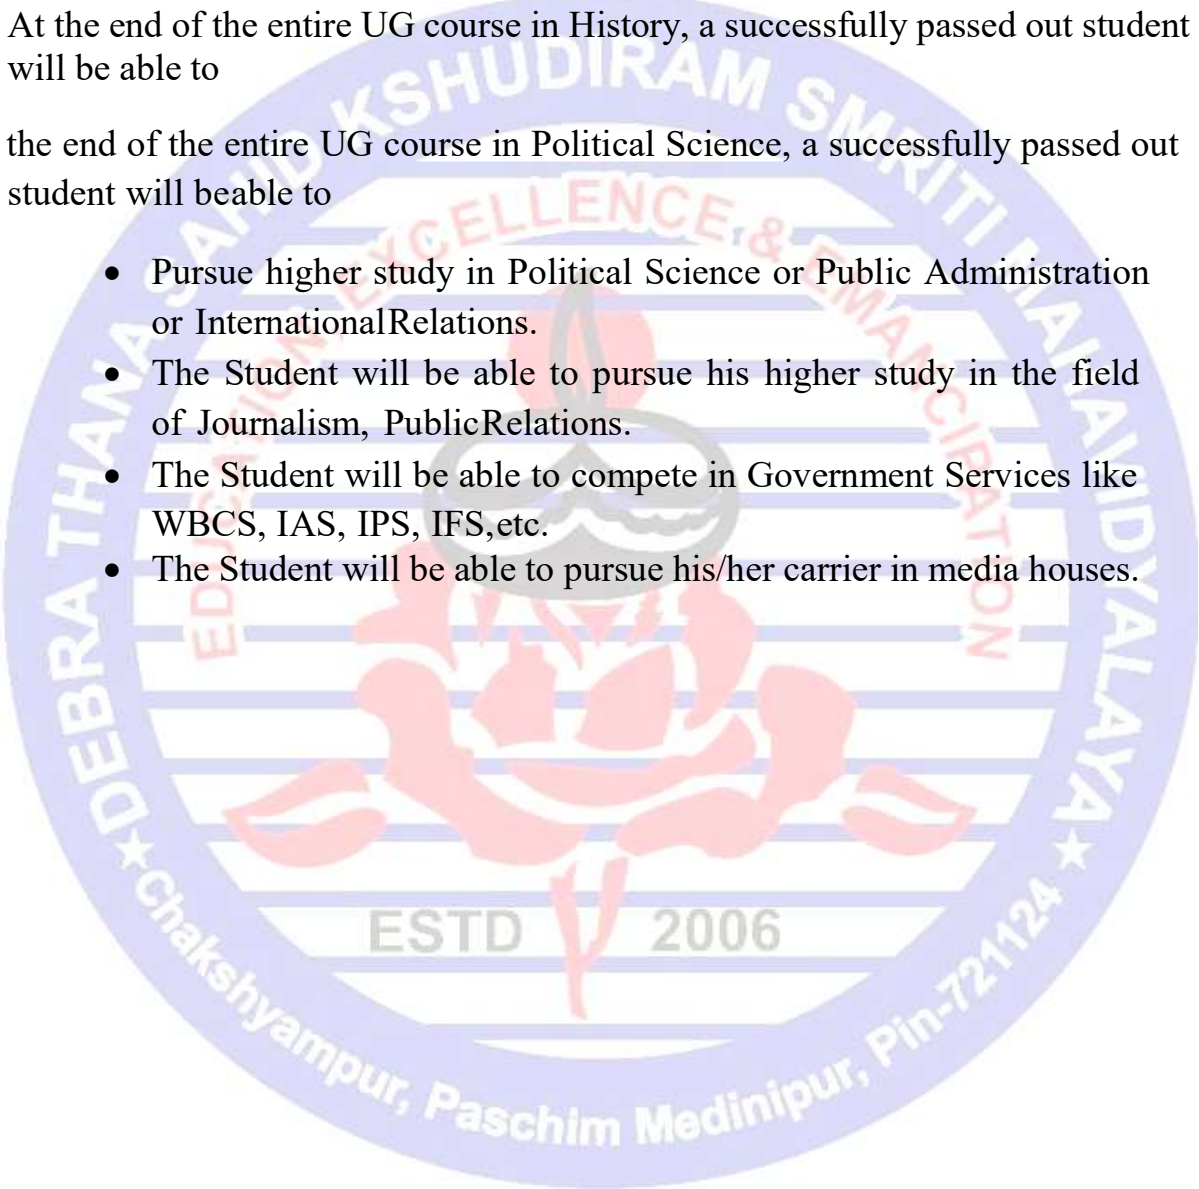 At the end of the entire UG course in History, a successfully passed out student
will be able to
the end of the entire UG course in Political Science, a successfully passed out
student will beable to
• Pursue higher study in Political Science or Public Administration
or InternationalRelations.
• The Student will be able to pursue his higher study in the field
of Journalism, PublicRelations.
• The Student will be able to compete in Government Services like
WBCS, IAS, IPS, IFS,etc.
• The Student will be able to pursue his/her carrier in media houses.
DEBRA THANA SAHID KSHUDIRAM SMRITI MAHAVIDYALAYA
EDUCATION, EXCELLENCE & EMANCIPATION
ESTD 2006
Chakshyampur, Paschim Medinipur, Pin-721124